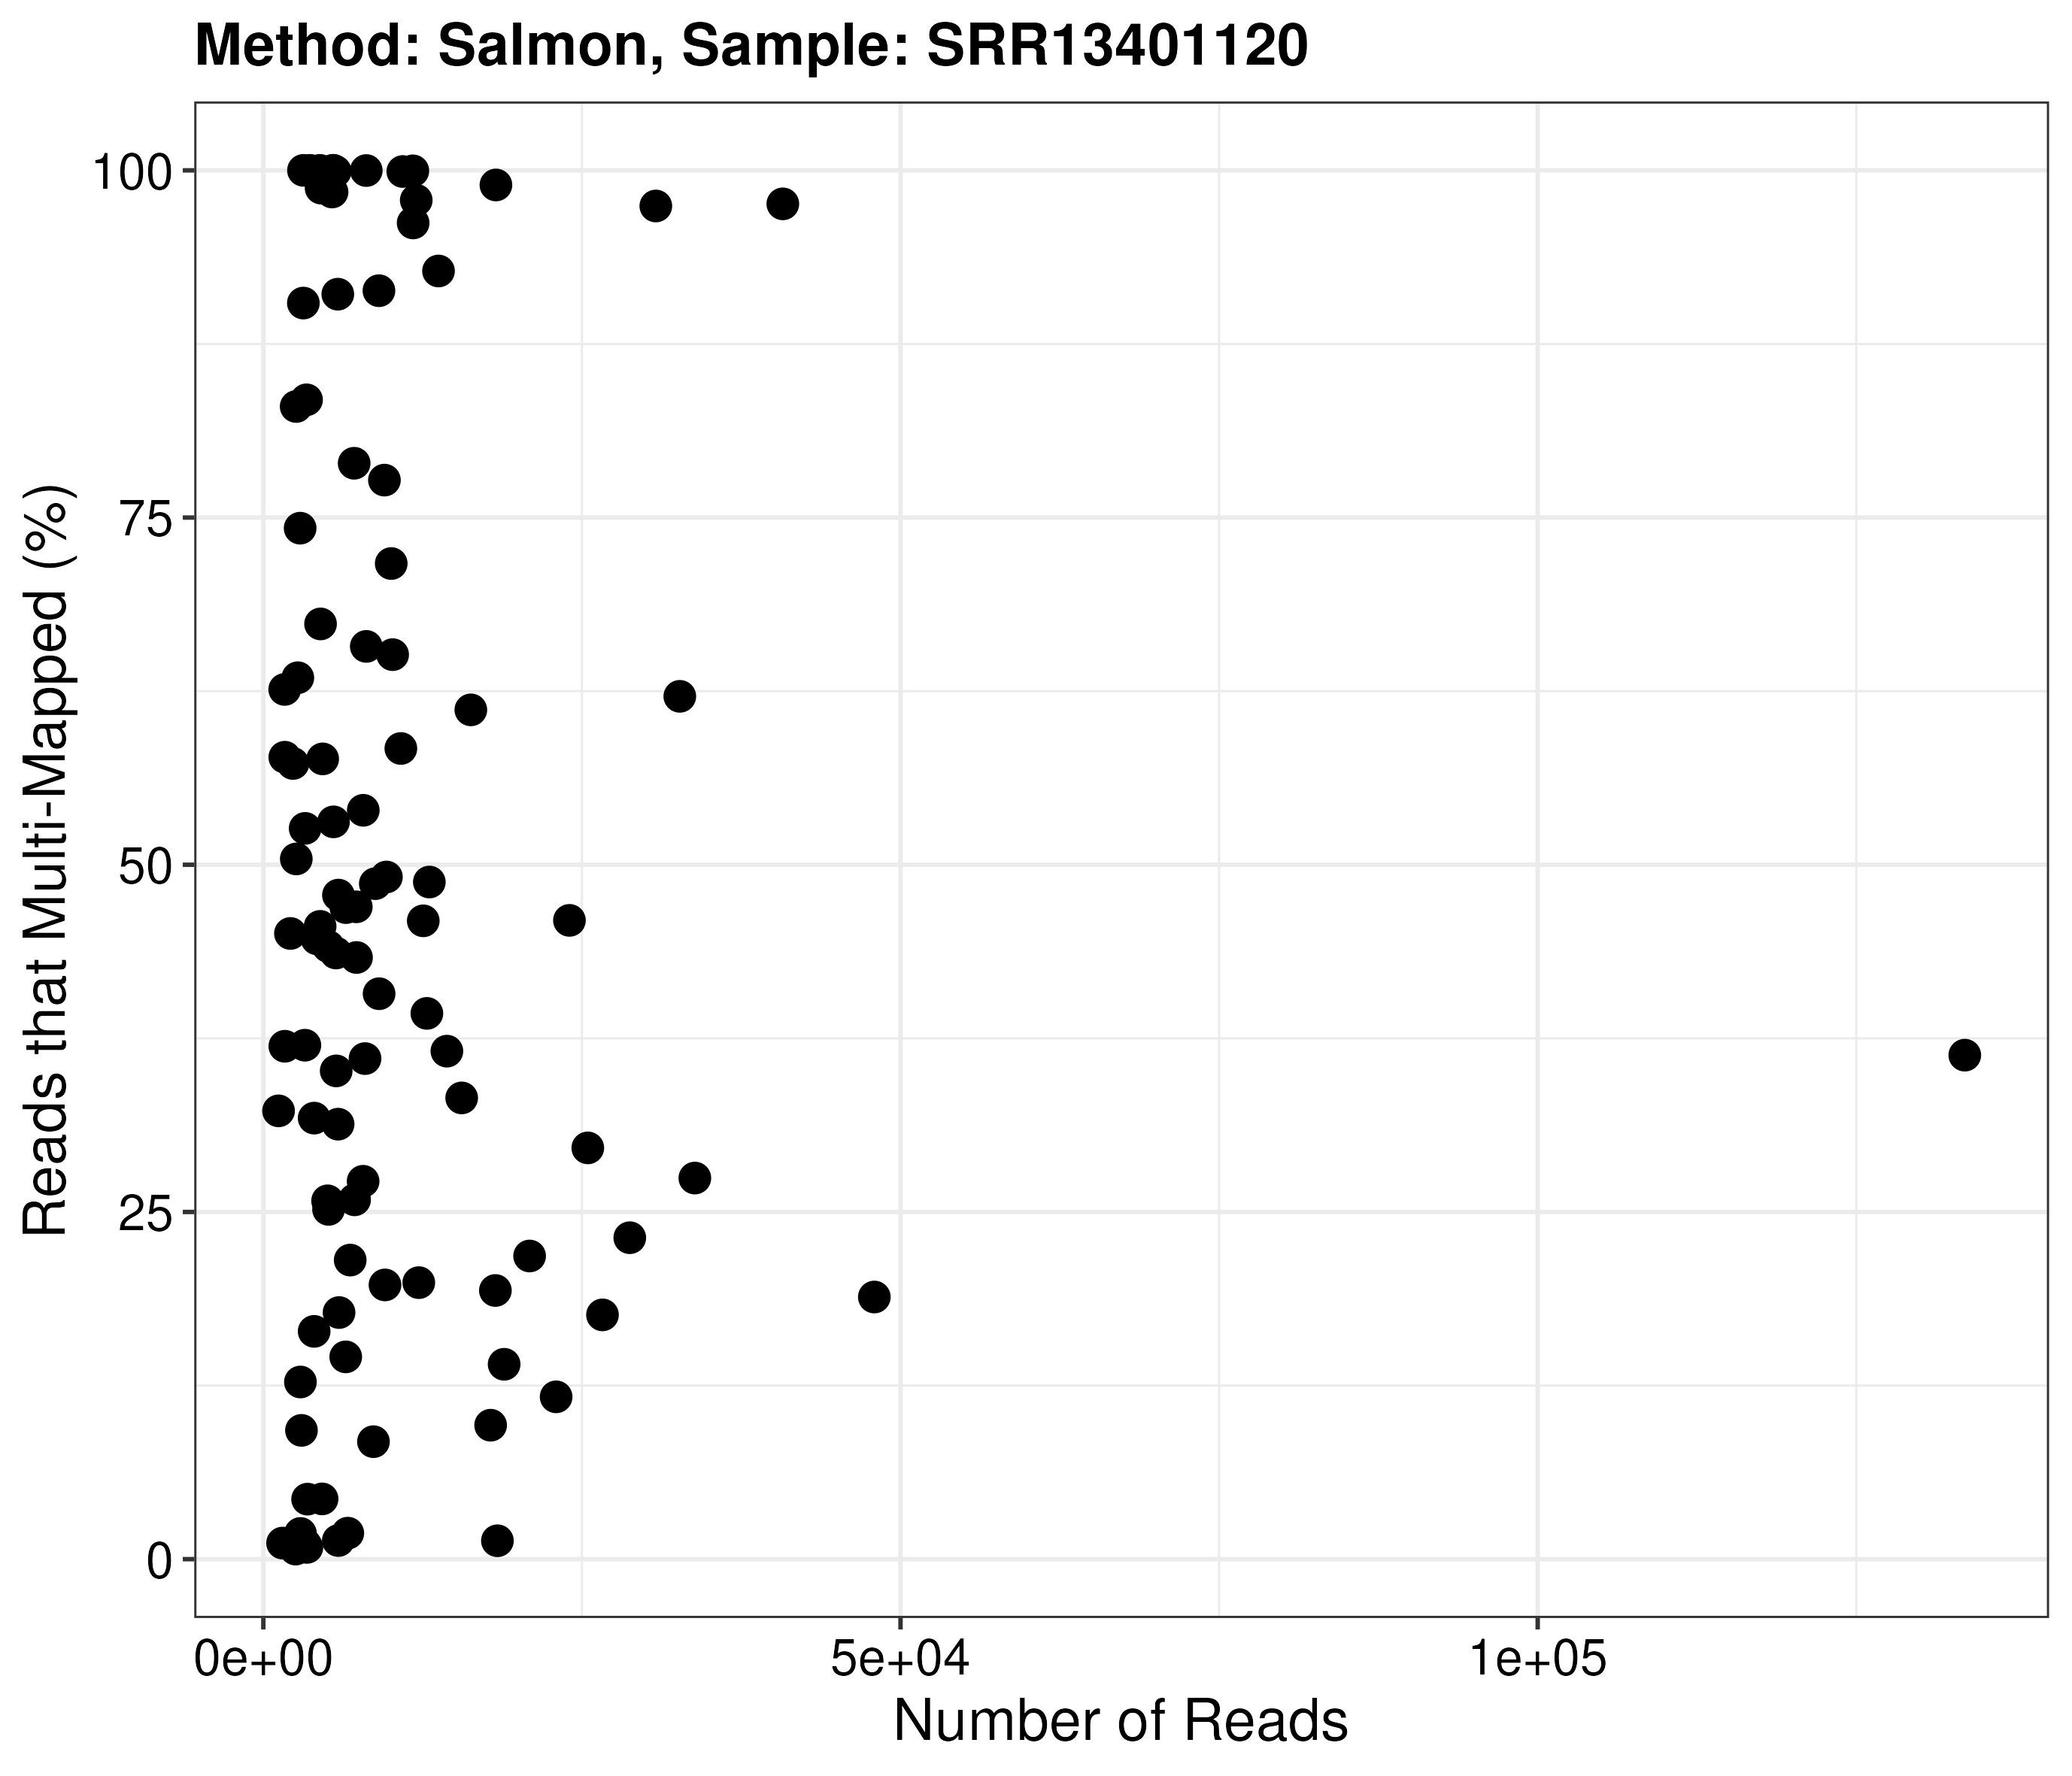 Method: Salmon, Sample: SRR13401120
Reads that Multi-Mapped (%)
100
75
50
25
0
0e+00 5e+04 1e+05
Number of Reads